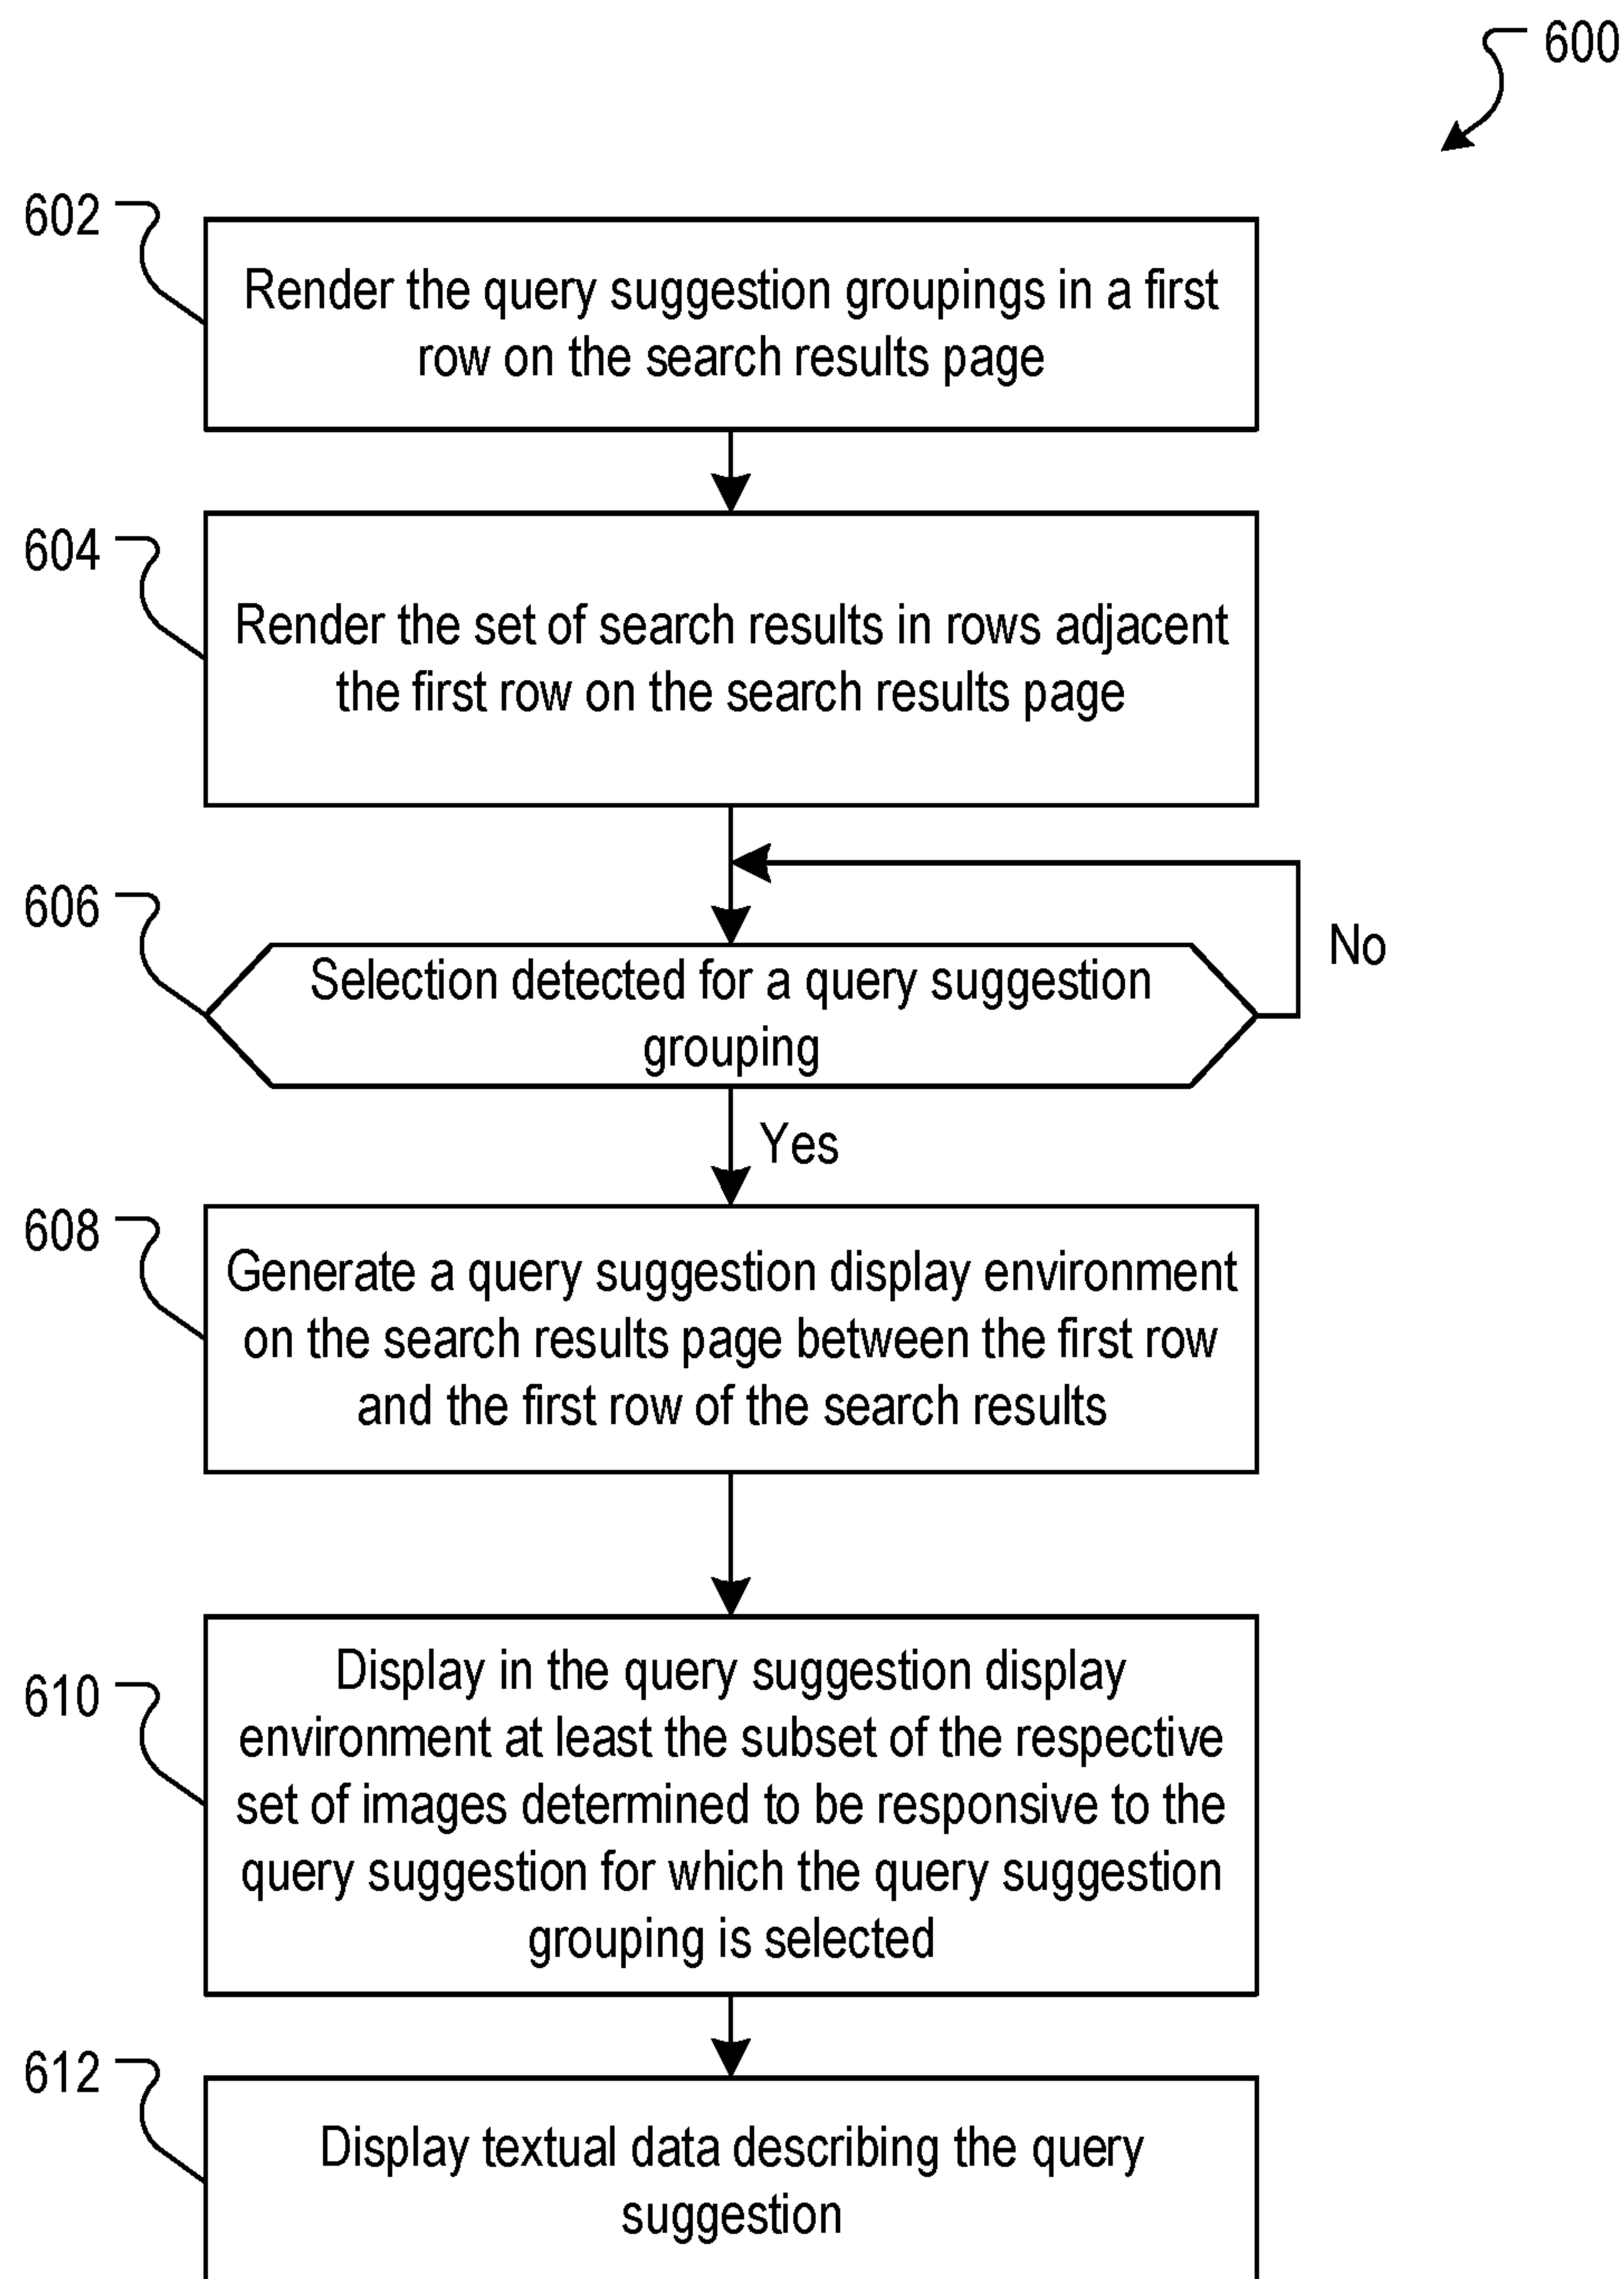 600
602
Render the query suggestion groupings in a first
row on the search results page
604
Render the set of search results in rows adjacent
the first row on the search results page
606
Selection detected for a query suggestion
grouping
No
Yes
608
Generate a query suggestion display environment
on the search results page between the first row
and the first row of the search results
610
Display in the query suggestion display
environment at least the subset of the respective
set of images determined to be responsive to the
query suggestion for which the query suggestion
grouping is selected
612
Display textual data describing the query
suggestion